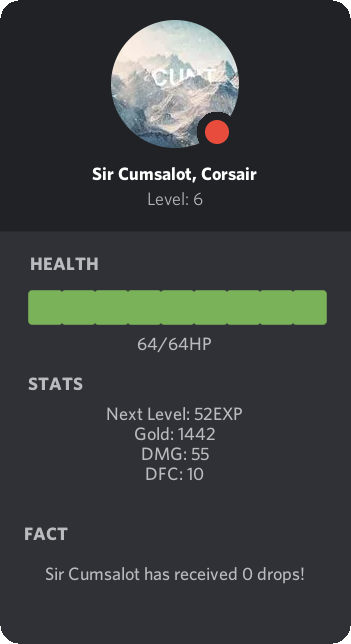 CUNT
Sir Cumsalot, Corsair
Level: 6
HEALTH
64/64HP
STATS
Next Level: 52EXP
Gold: 1442
DMG: 55
DFC: 10
FACT
Sir Cumsalot has received 0 drops!